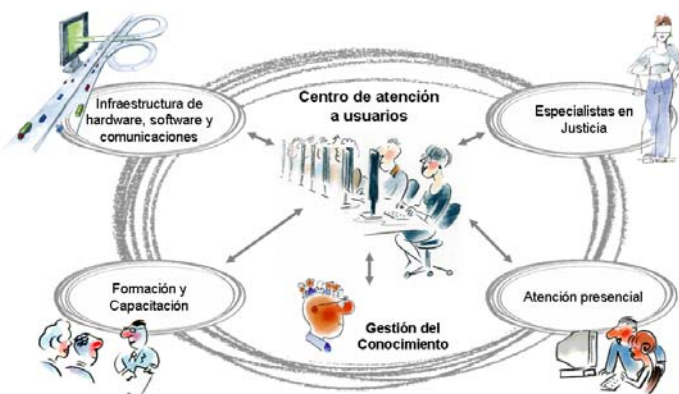 Infraestructura de
hardware, software y
comunicaciones
Centro de atención
a usuarios
Especialistas en
Justicia
Formación y
Capacitación
Gestión del
Conocimiento
Atención presencial